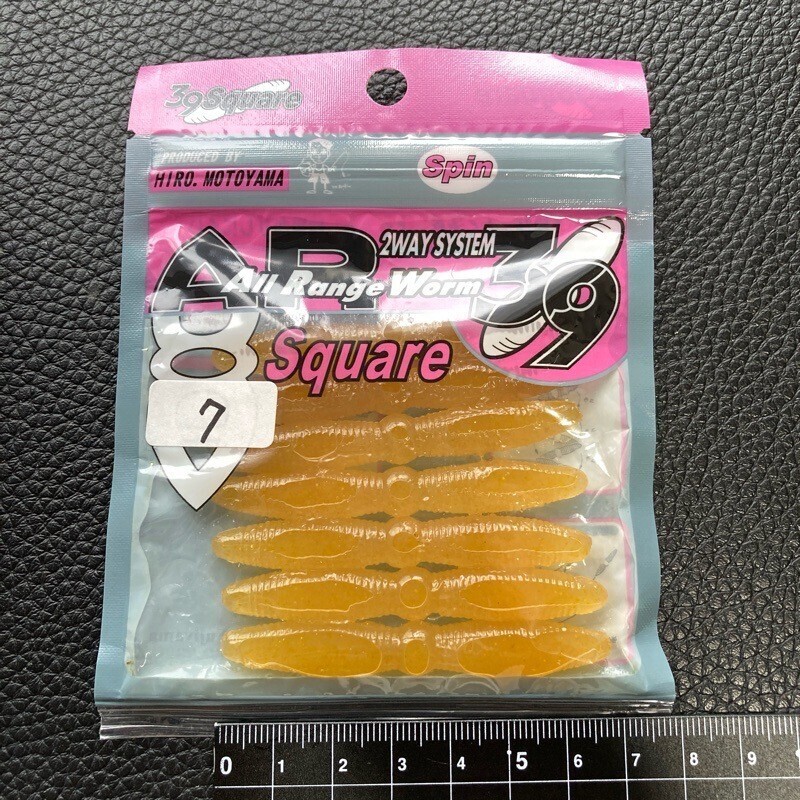 39Square
PRODUCED BY
HIRO. MOTOYAMA
Spin
AR-39
2WAY SYSTEM
All Range Worm
Square
7
0 1 2 3 4 5 6 7 8 9